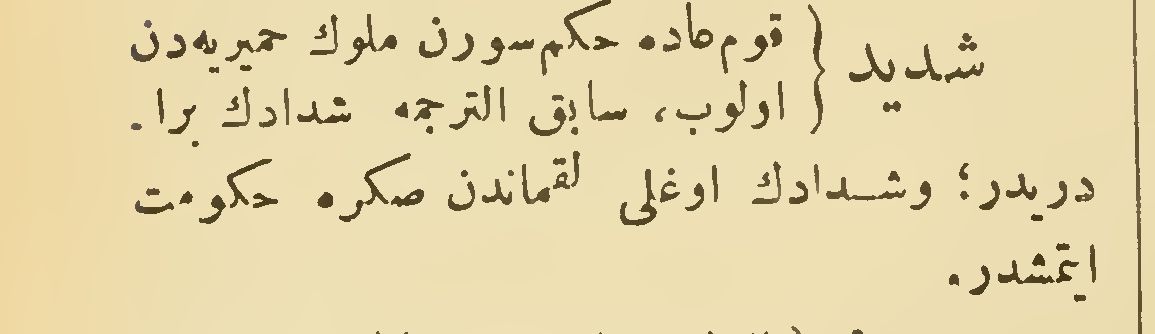 شدید { قوم عاده حکم سورن ملوك حمیریه دن
اولوب، سابق الترجمه شدادك برا.
دریدر؛ وشدادك اوغلی لقماندن صکره حکومت
ایتمشدر.